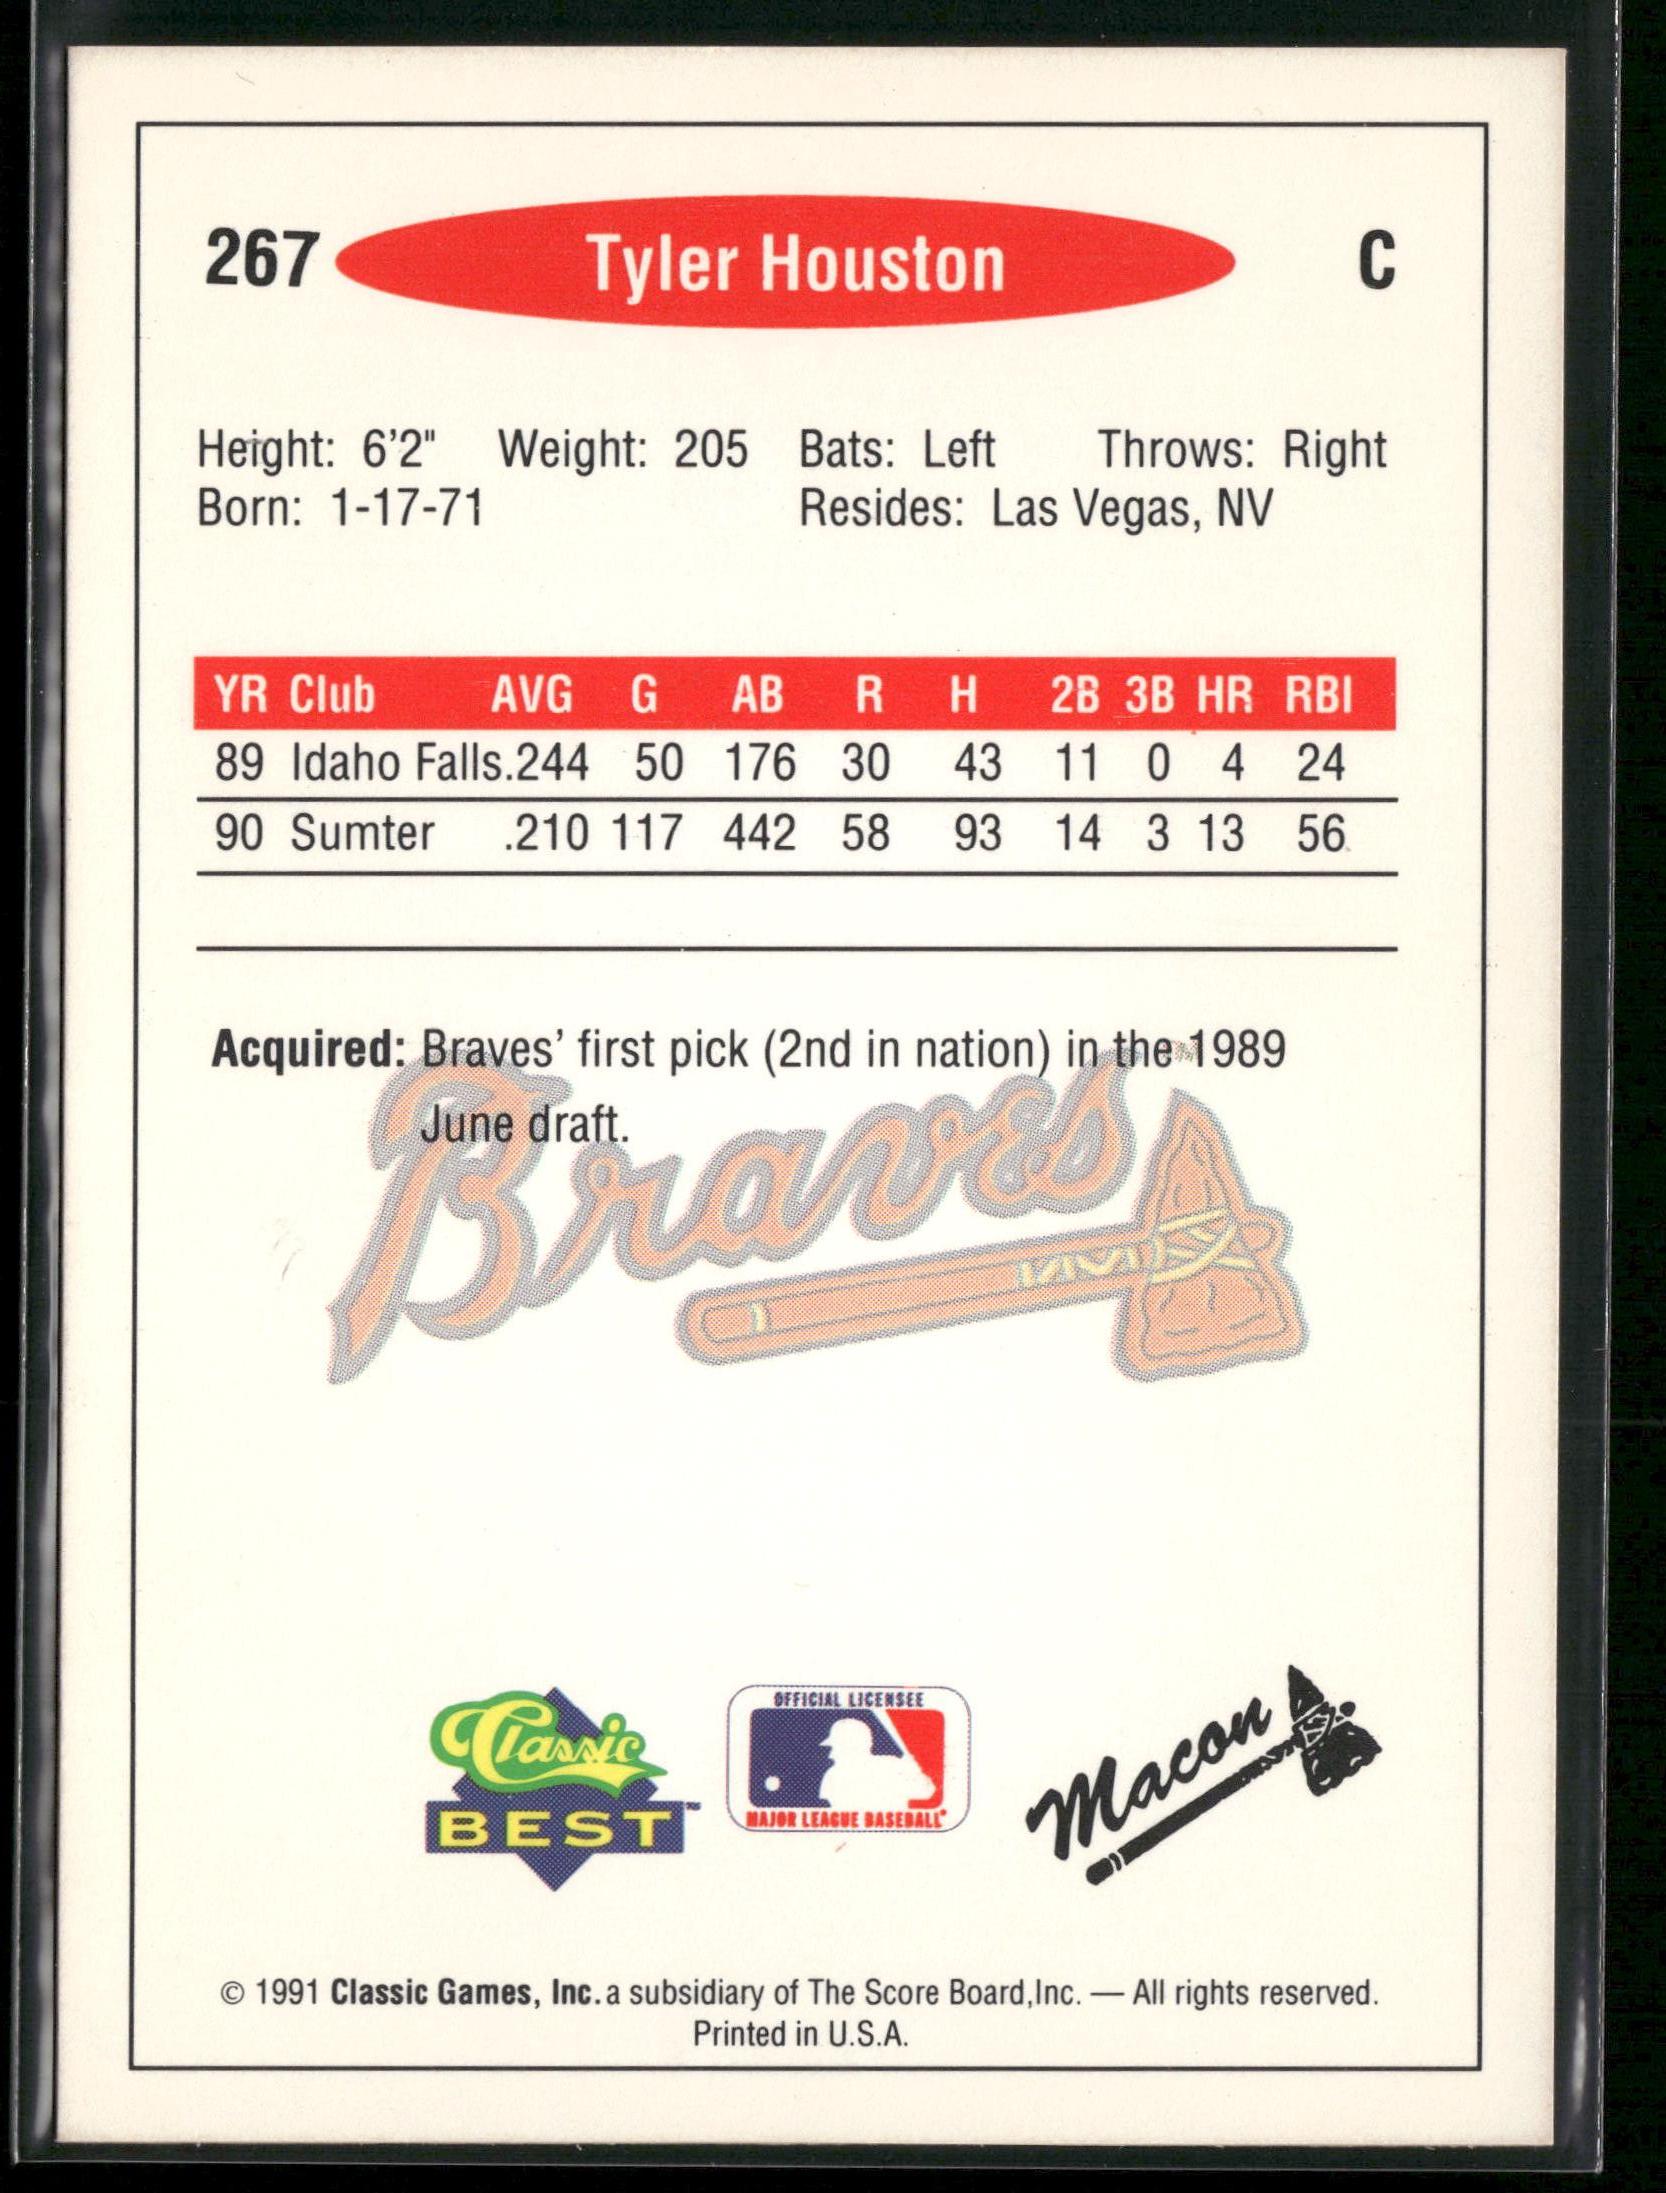 267 Tyler Houston C
Height: 6'2" Weight: 205 Bats: Left Throws: Right
Born: 1-17-71 Resides: Las Vegas, NV
YR Club AVG G AB R H 2B 3B HR RBI
89 Idaho Falls .244 50 176 30 43 11 0 4 24
90 Sumter .210 117 442 58 93 14 3 13 56
Acquired: Braves' first pick (2nd in nation) in the 1989
June draft.
Braves
™
Classic
BEST™
OFFICIAL LICENSEE
MAJOR LEAGUE BASEBALL®
Macon
© 1991 Classic Games, Inc. a subsidiary of The Score Board,Inc. — All rights reserved.
Printed in U.S.A.